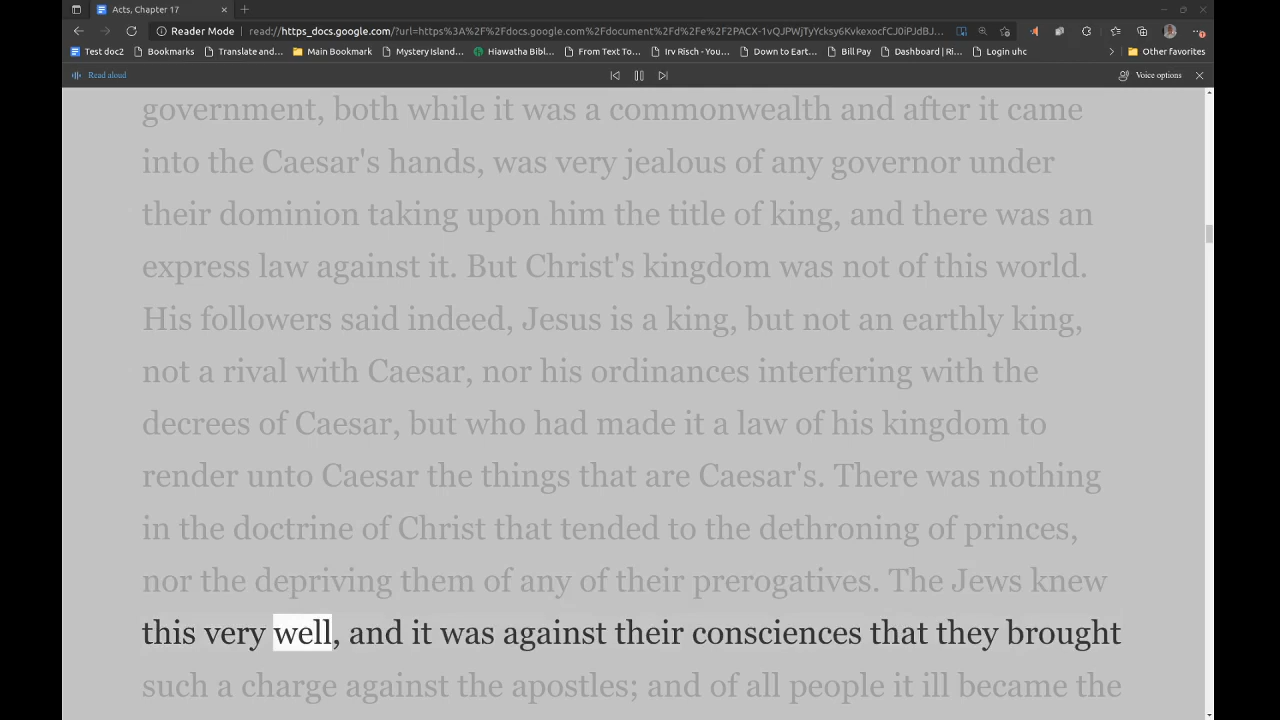 Acts, Chapter 17
Reader Mode read://https_docs.google.com/?url=https%3A%2F%2Fdocs.google.com%2Fdocument%2Fd%2Fe%2F2PACX-1vQJPWjTyYcksy6KvkexocfCJ0iPJdBJ...
Test doc2 Bookmarks Translate and... Main Bookmark Mystery Island... Hiawatha Bibl... From Text To... Irv Risch - You... Down to Eart... Bill Pay Dashboard | Ri... Login uhc Other favorites
Read aloud Voice options
government, both while it was a commonwealth and after it came
into the Caesar's hands, was very jealous of any governor under
their dominion taking upon him the title of king, and there was an
express law against it. But Christ's kingdom was not of this world.
His followers said indeed, Jesus is a king, but not an earthly king,
not a rival with Caesar, nor his ordinances interfering with the
decrees of Caesar, but who had made it a law of his kingdom to
render unto Caesar the things that are Caesar's. There was nothing
in the doctrine of Christ that tended to the dethroning of princes,
nor the depriving them of any of their prerogatives. The Jews knew
this very well, and it was against their consciences that they brought
such a charge against the apostles; and of all people it ill became the